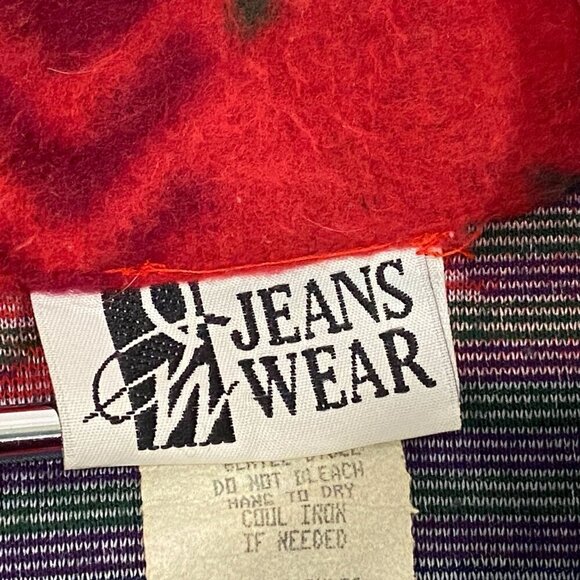 JEANS
WEAR
DO NOT BLEACH
HANG TO DRY
COOL IRON
IF NEEDED